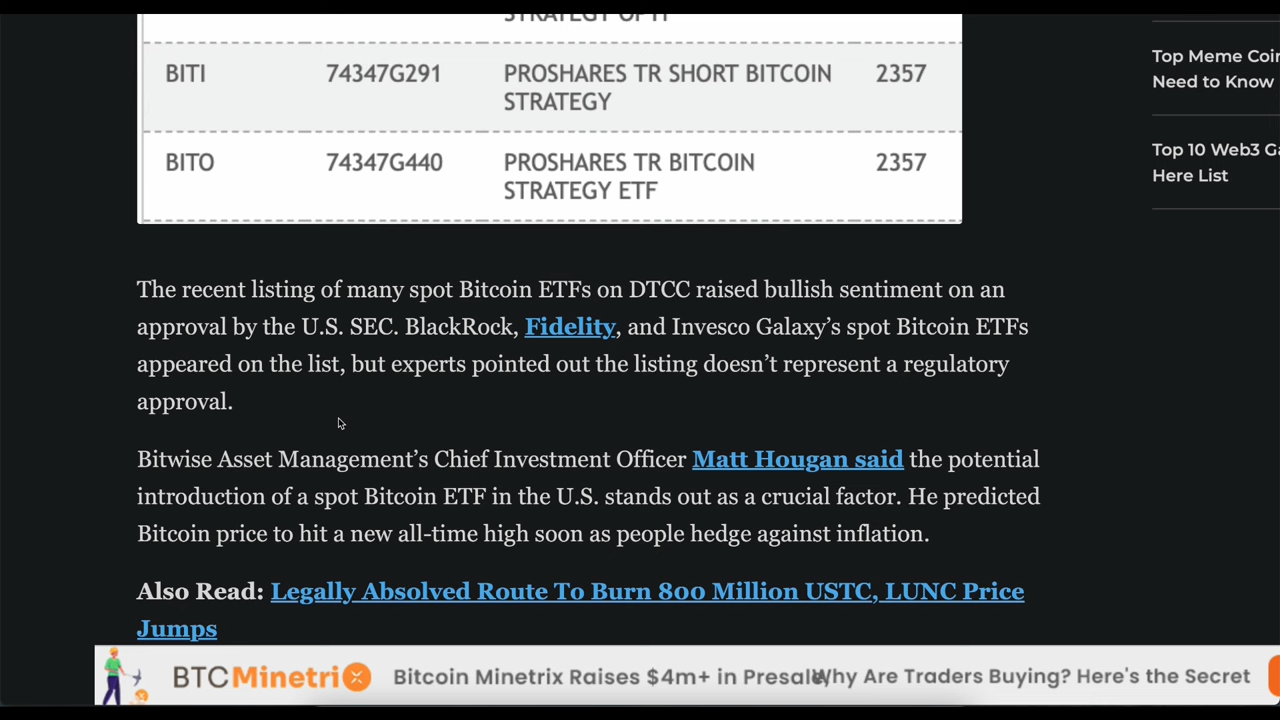 STRATEGY OPTI
BITI 74347G291 PROSHARES TR SHORT BITCOIN 2357
STRATEGY
BITO 74347G440 PROSHARES TR BITCOIN 2357
STRATEGY ETF
Top Meme Coi
Need to Know
Top 10 Web3 Ga
Here List
The recent listing of many spot Bitcoin ETFs on DTCC raised bullish sentiment on an
approval by the U.S. SEC. BlackRock, Fidelity, and Invesco Galaxy’s spot Bitcoin ETFs
appeared on the list, but experts pointed out the listing doesn’t represent a regulatory
approval.
Bitwise Asset Management’s Chief Investment Officer Matt Hougan said the potential
introduction of a spot Bitcoin ETF in the U.S. stands out as a crucial factor. He predicted
Bitcoin price to hit a new all-time high soon as people hedge against inflation.
Also Read: Legally Absolved Route To Burn 800 Million USTC, LUNC Price
Jumps
BTCMinetrix Bitcoin Minetrix Raises $4m+ in Presale Why Are Traders Buying? Here's the Secret